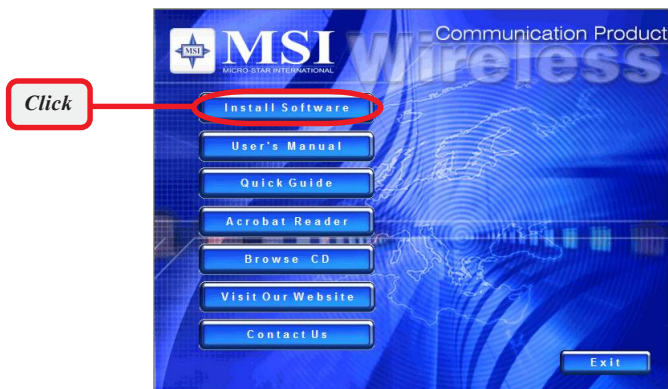 Communication Product
MSI
MSI
MICRO-STAR INTERNATIONAL
Wireless
Click
Install Software
User's Manual
Quick Guide
Acrobat Reader
Browse CD
Visit Our Website
Contact Us
Exit